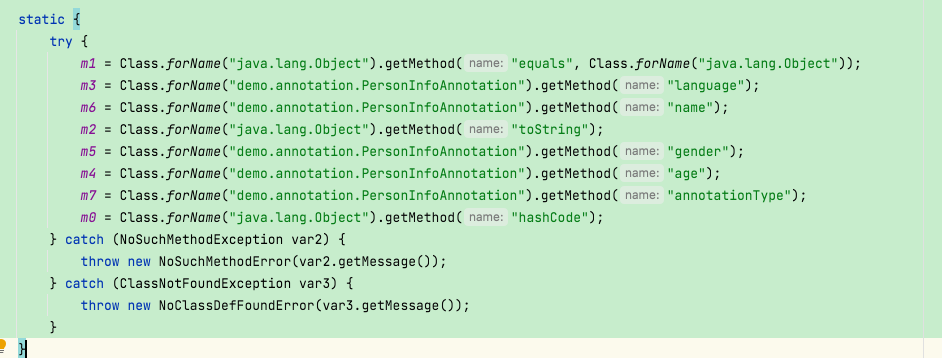 static {
try {
m1 = Class.forName("java.lang.Object").getMethod( name: "equals", Class.forName("java.lang.Object"));
m3 = Class.forName("demo.annotation.PersonInfoAnnotation").getMethod( name: "language");
m6 = Class.forName("demo.annotation.PersonInfoAnnotation").getMethod( name: "name");
m2 = Class.forName("java.lang.Object").getMethod( name: "toString");
m5 = Class.forName("demo.annotation.PersonInfoAnnotation").getMethod( name: "gender");
m4 = Class.forName("demo.annotation.PersonInfoAnnotation").getMethod( name: "age");
m7 = Class.forName("demo.annotation.PersonInfoAnnotation").getMethod( name: "annotationType");
m0 = Class.forName("java.lang.Object").getMethod( name: "hashCode");
} catch (NoSuchMethodException var2) {
throw new NoSuchMethodError(var2.getMessage());
} catch (ClassNotFoundException var3) {
throw new NoClassDefFoundError(var3.getMessage());
}
}